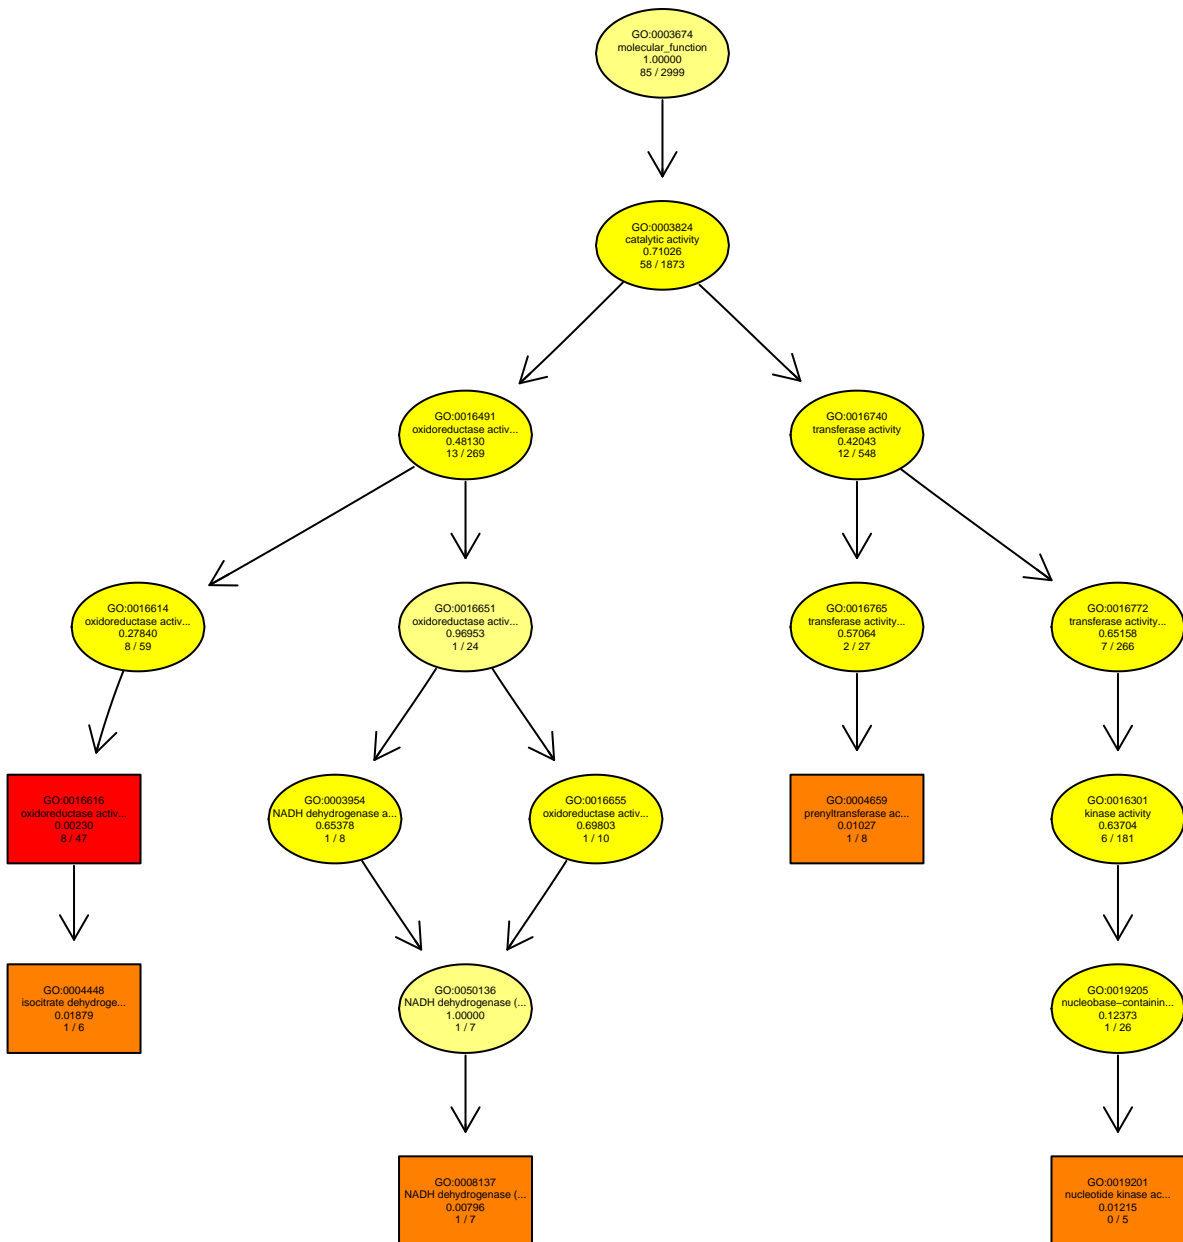 GO:0003674
molecular_function
1.00000
85 / 2999
GO:0003824
catalytic activity
0.71026
58 / 1873
GO:0016491
oxidoreductase activ...
0.48130
13 / 269
GO:0016740
transferase activity
0.42043
12 / 548
GO:0016614
oxidoreductase activ...
0.27840
8 / 59
GO:0016651
oxidoreductase activ...
0.96953
1 / 24
GO:0016765
transferase activity...
0.57064
2 / 27
GO:0016772
transferase activity...
0.65158
7 / 266
GO:0016616
oxidoreductase activ...
0.00230
8 / 47
GO:0003954
NADH dehydrogenase a...
0.65378
1 / 8
GO:0016655
oxidoreductase activ...
0.69803
1 / 10
GO:0004659
prenyltransferase ac...
0.01027
1 / 8
GO:0016301
kinase activity
0.63704
6 / 181
GO:0004448
isocitrate dehydroge...
0.01879
1 / 6
GO:0050136
NADH dehydrogenase (...
1.00000
1 / 7
GO:0019205
nucleobase−containin...
0.12373
1 / 26
GO:0008137
NADH dehydrogenase (...
0.00796
1 / 7
GO:0019201
nucleotide kinase ac...
0.01215
0 / 5